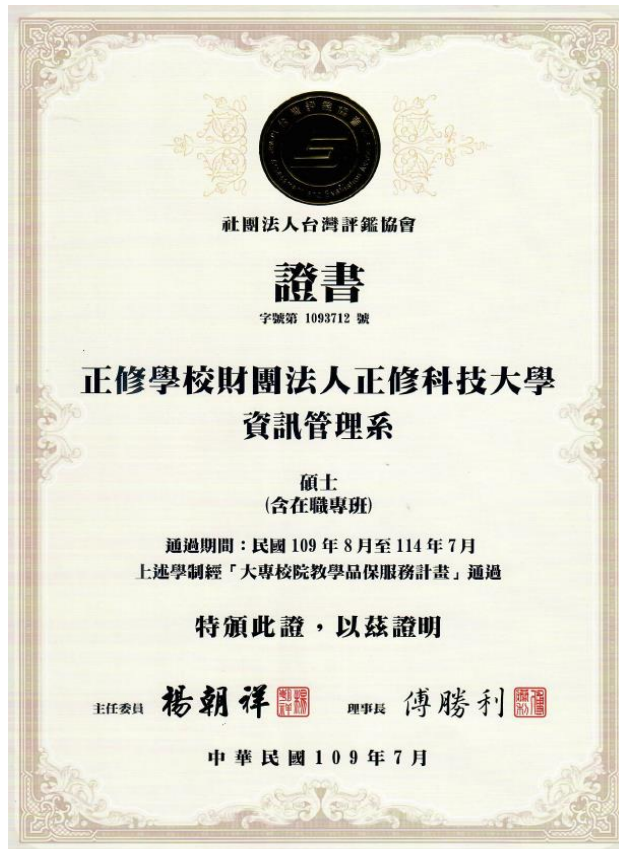 社團法人台灣評鑑協會
證書
字號第 1093712 號
正修學校財團法人正修科技大學
資訊管理系
碩士
(含在職專班)
通過期間：民國 109 年 8 月至 114 年 7 月
上述學制經「大專校院教學品保服務計畫」通過
特頒此證，以茲證明
主任委員 楊朝祥 理事長 傅勝利
中華民國 109 年 7 月